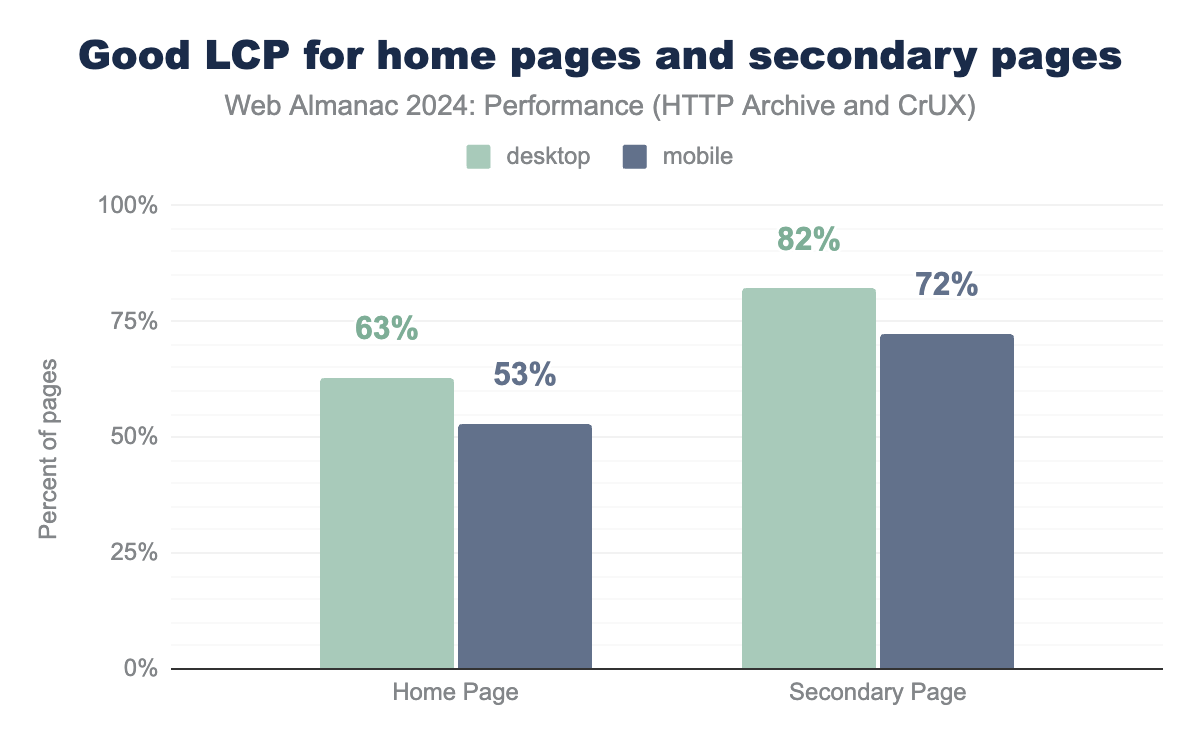 Good LCP for home pages and secondary pages
Web Almanac 2024: Performance (HTTP Archive and CrUX)
desktop
mobile
100%
75%
50%
25%
0%
Percent of pages
63%
53%
82%
72%
Home Page
Secondary Page